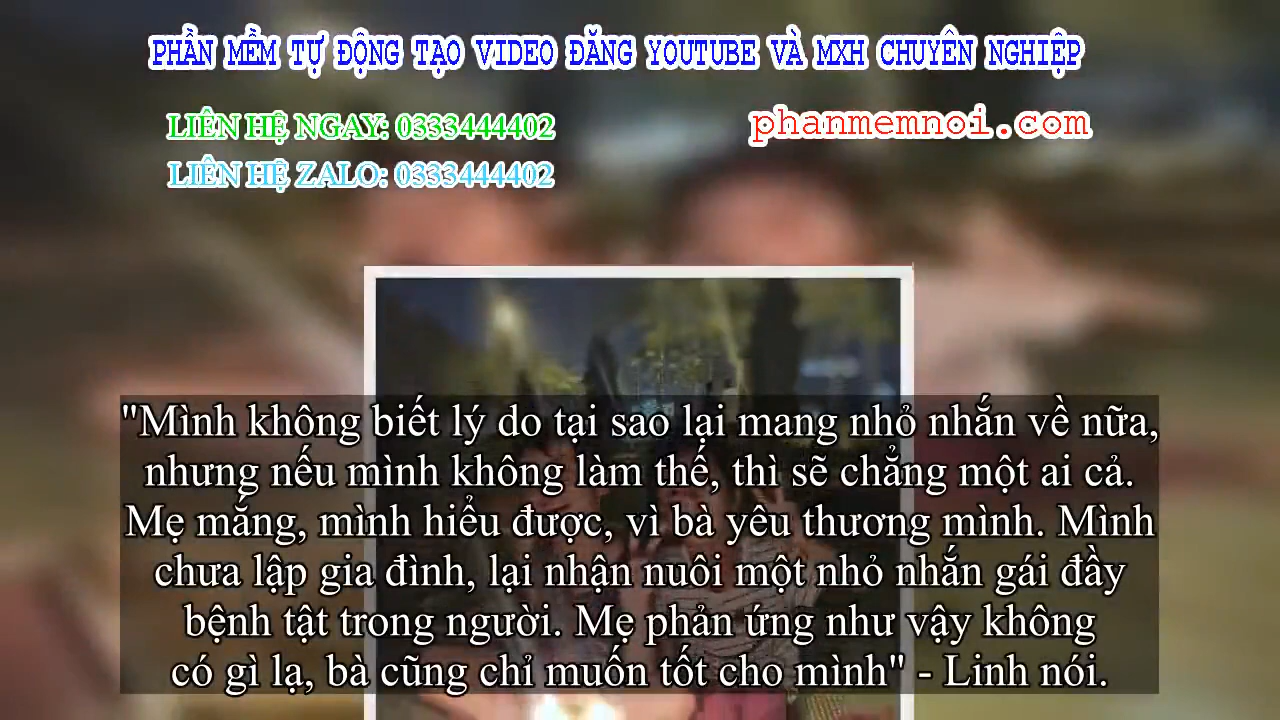 PHẦN MỀM TỰ ĐỘNG TẠO VIDEO ĐĂNG YOUTUBE VÀ MXH CHUYÊN NGHIỆP
LIÊN HỆ NGAY: 0333444402
phanmemnoi.com
LIÊN HỆ ZALO: 0333444402
"Mình không biết lý do tại sao lại mang nhỏ nhắn về nữa,
nhưng nếu mình không làm thế, thì sẽ chẳng một ai cả.
Mẹ mắng, mình hiểu được, vì bà yêu thương mình. Mình
chưa lập gia đình, lại nhận nuôi một nhỏ nhắn gái đầy
bệnh tật trong người. Mẹ phản ứng như vậy không
có gì lạ, bà cũng chỉ muốn tốt cho mình" - Linh nói.